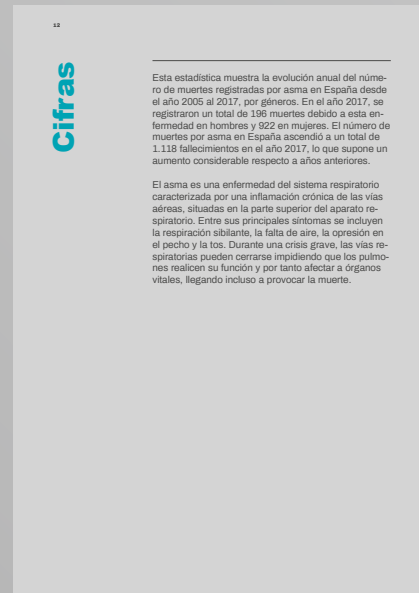 12
Cifras
Esta estadística muestra la evolución anual del núme-
ro de muertes registradas por asma en España desde
el año 2005 al 2017, por géneros. En el año 2017, se
registraron un total de 196 muertes debido a esta en-
fermedad en hombres y 922 en mujeres. El número de
muertes por asma en España ascendió a un total de
1.118 fallecimientos en el año 2017, lo que supone un
aumento considerable respecto a años anteriores.
El asma es una enfermedad del sistema respiratorio
caracterizada por una inflamación crónica de las vías
aéreas, situadas en la parte superior del aparato re-
spiratorio. Entre sus principales síntomas se incluyen
la respiración sibilante, la falta de aire, la opresión en
el pecho y la tos. Durante una crisis grave, las vías re-
spiratorias pueden cerrarse impidiendo que los pulmo-
nes realicen su función y por tanto afectar a órganos
vitales, llegando incluso a provocar la muerte.